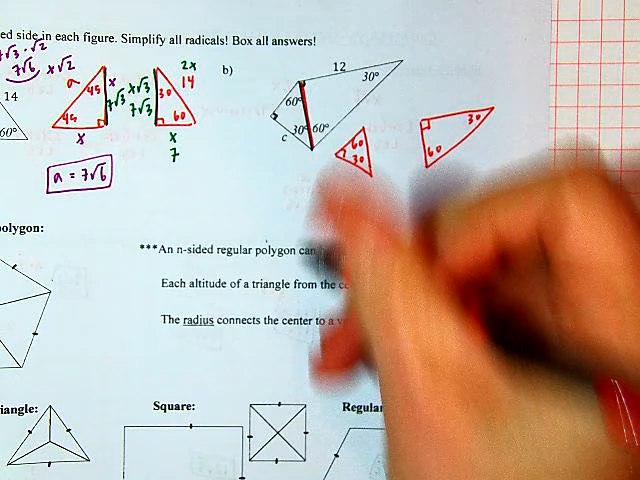 ed side in each figure. Simplify all radicals! Box all answers!
7√3 · √2
7√6 x√2
14
60°
a
45
45
x
x
7√3
x√3
7√3
30
60
2x
14
x
7
a = 7√6
b)
12
30°
60°
30°
60°
c
60
30
30
60
olygon:
***An n-sided regular polygon can
Each altitude of a triangle from the
The radius connects the center to a
iangle:
Square:
Regular